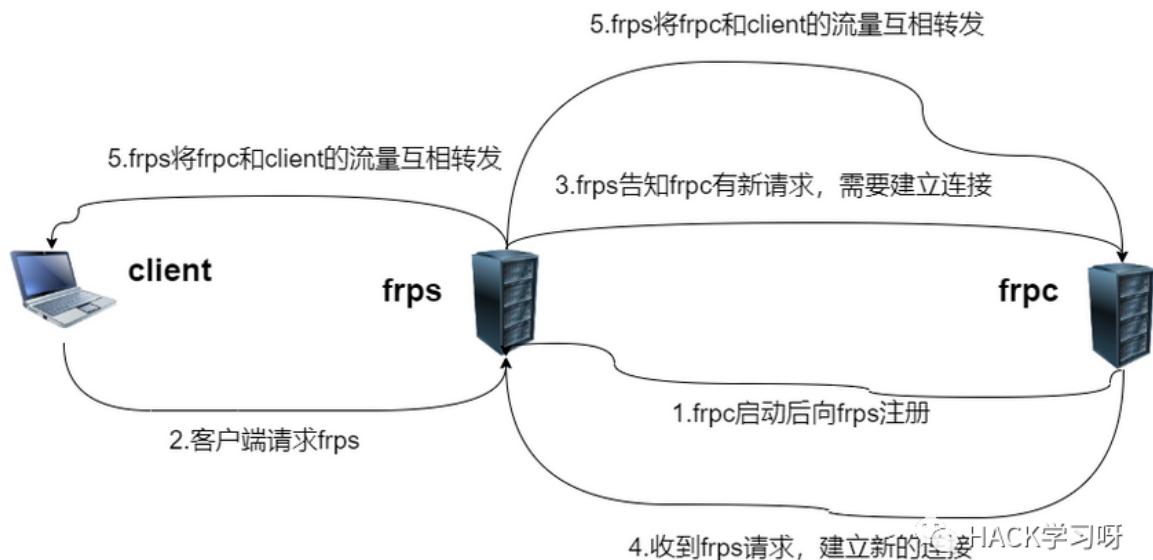 5.frps将frpc和client的流量互相转发
5.frps将frpc和client的流量互相转发
3.frps告知frpc有新请求，需要建立连接
client
frps
frpc
1.frpc启动后向frps注册
2.客户端请求frps
HACK学习呀
4.收到frps请求，建立新的连接